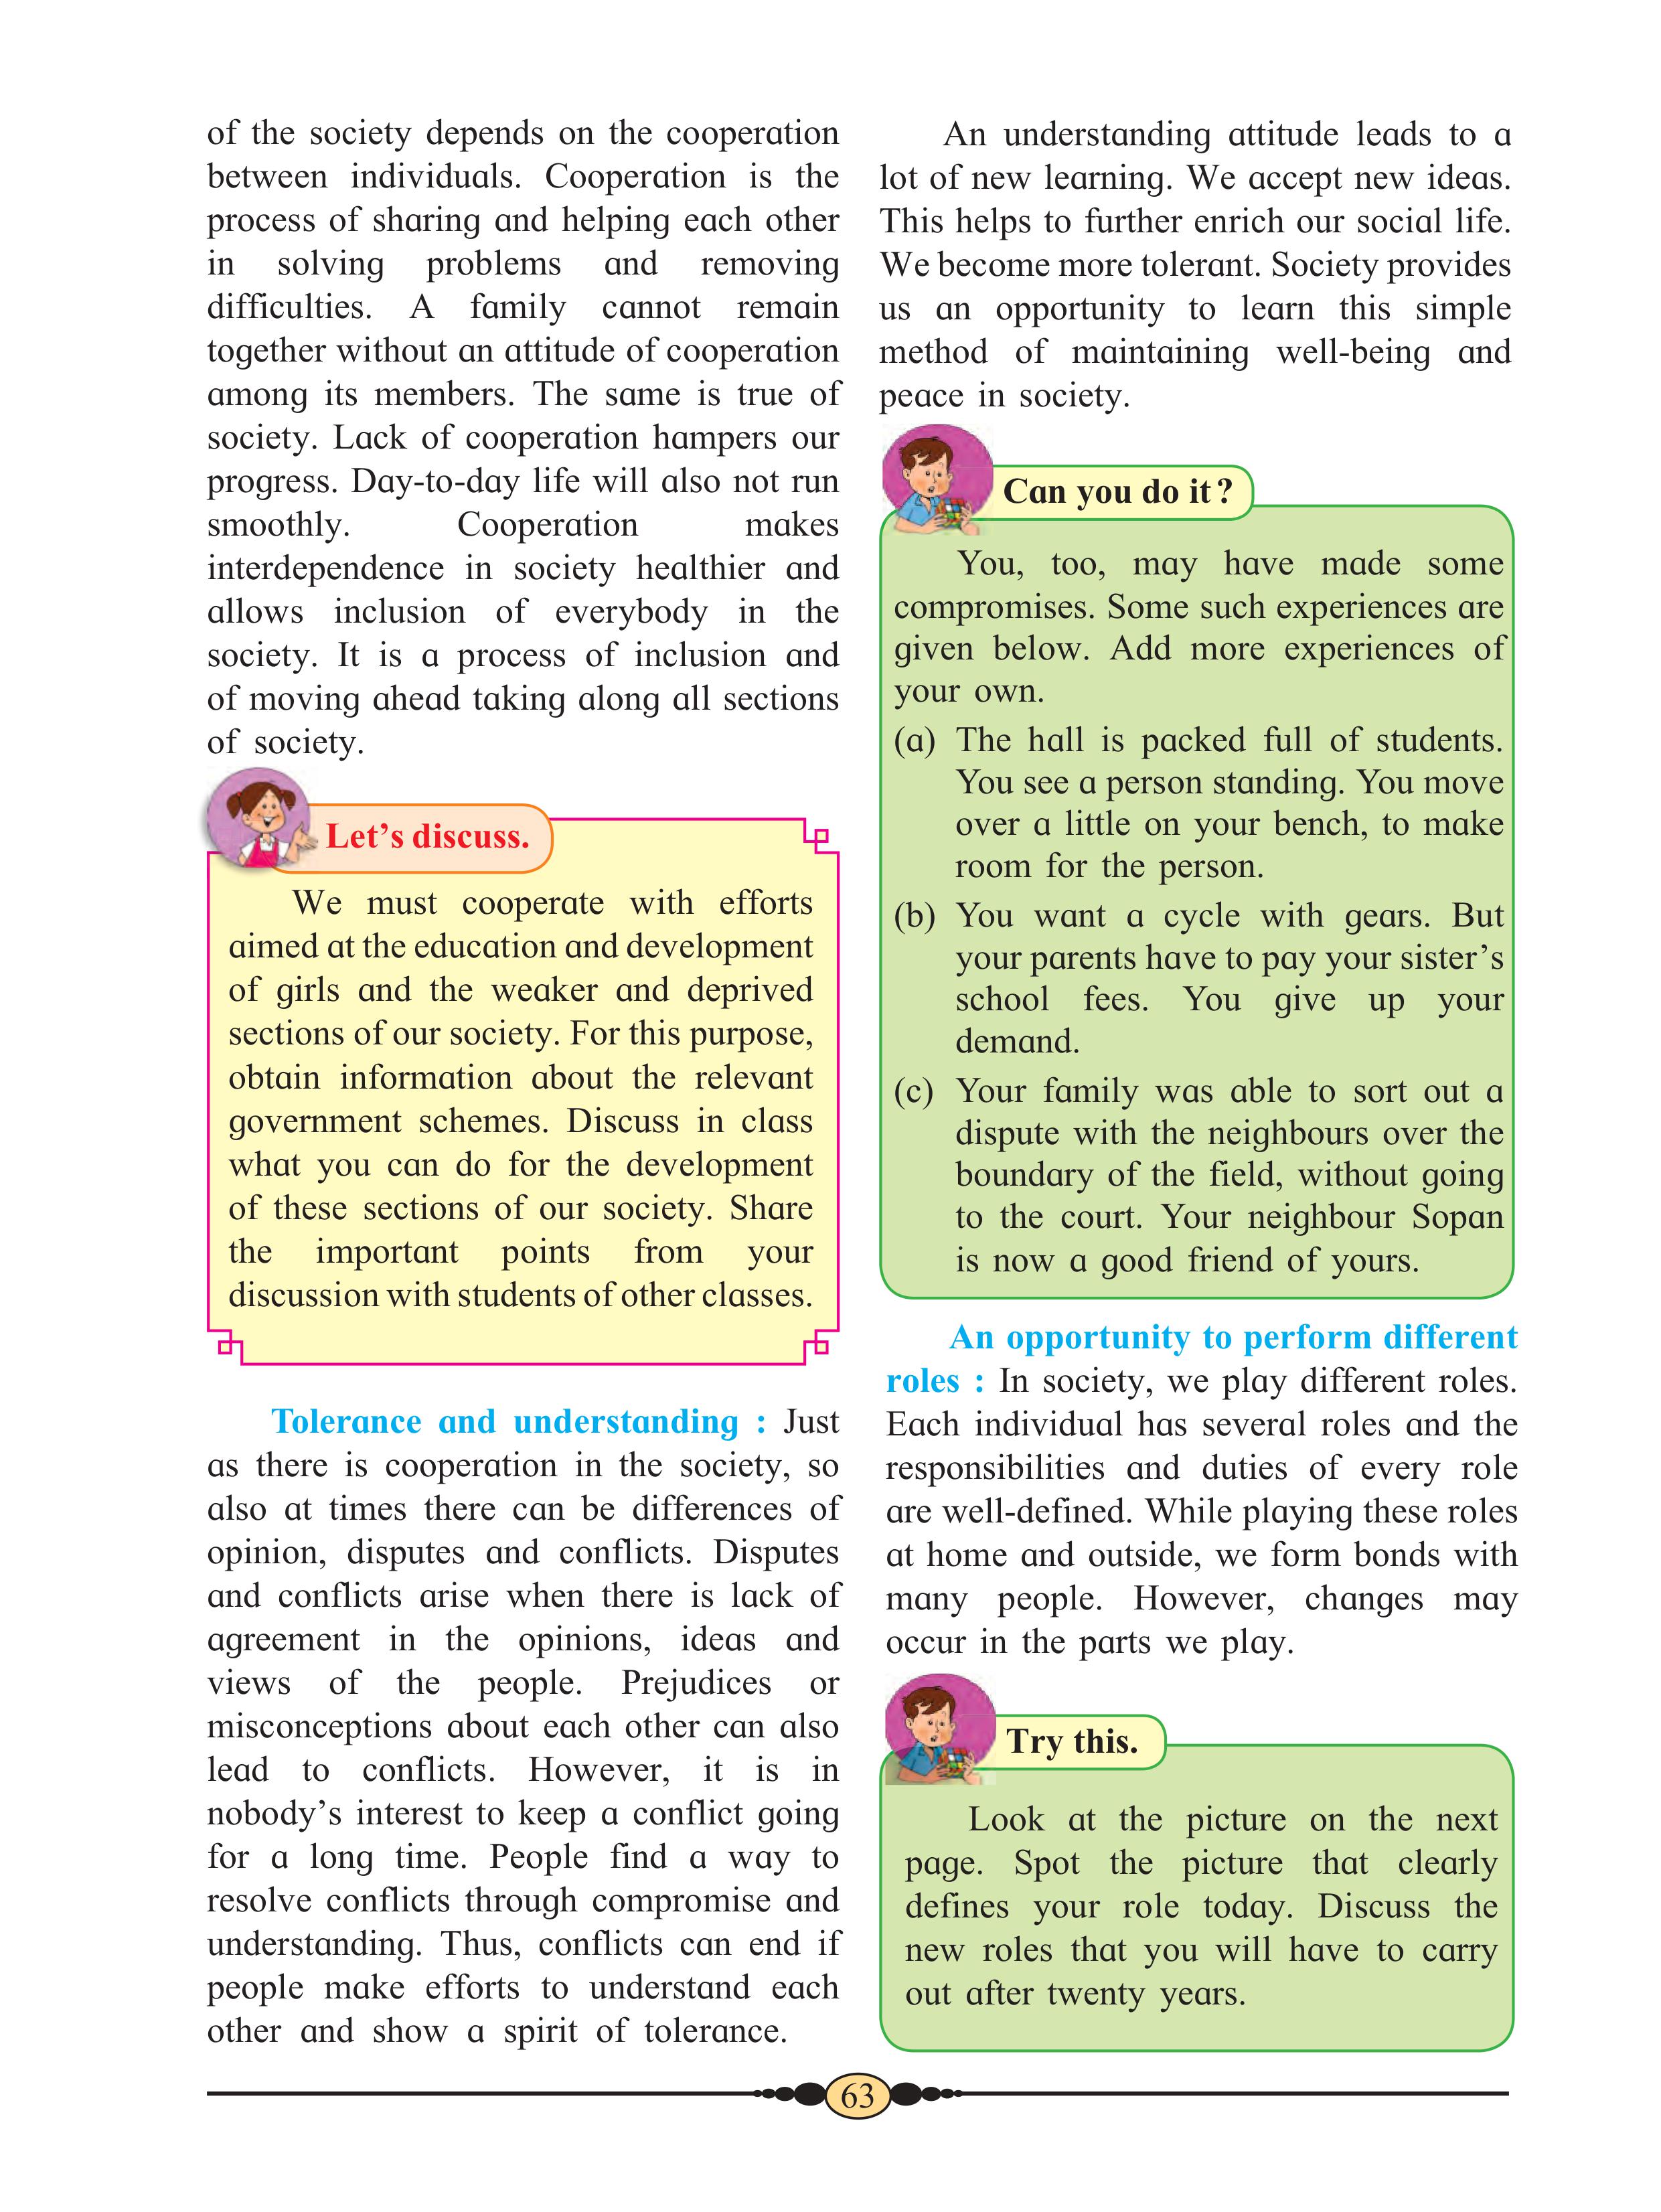 of the society depends on the cooperation
between individuals. Cooperation is the
process of sharing and helping each other
in solving problems and removing
difficulties. A family cannot remain
together without an attitude of cooperation
among its members. The same is true of
society. Lack of cooperation hampers our
progress. Day-to-day life will also not run
smoothly. Cooperation makes
interdependence in society healthier and
allows inclusion of everybody in the
society. It is a process of inclusion and
of moving ahead taking along all sections
of society.
Let’s discuss.
We must cooperate with efforts
aimed at the education and development
of girls and the weaker and deprived
sections of our society. For this purpose,
obtain information about the relevant
government schemes. Discuss in class
what you can do for the development
of these sections of our society. Share
the important points from your
discussion with students of other classes.
Tolerance and understanding : Just
as there is cooperation in the society, so
also at times there can be differences of
opinion, disputes and conflicts. Disputes
and conflicts arise when there is lack of
agreement in the opinions, ideas and
views of the people. Prejudices or
misconceptions about each other can also
lead to conflicts. However, it is in
nobody’s interest to keep a conflict going
for a long time. People find a way to
resolve conflicts through compromise and
understanding. Thus, conflicts can end if
people make efforts to understand each
other and show a spirit of tolerance.
An understanding attitude leads to a
lot of new learning. We accept new ideas.
This helps to further enrich our social life.
We become more tolerant. Society provides
us an opportunity to learn this simple
method of maintaining well-being and
peace in society.
Can you do it ?
You, too, may have made some
compromises. Some such experiences are
given below. Add more experiences of
your own.
(a) The hall is packed full of students.
You see a person standing. You move
over a little on your bench, to make
room for the person.
(b) You want a cycle with gears. But
your parents have to pay your sister’s
school fees. You give up your
demand.
(c) Your family was able to sort out a
dispute with the neighbours over the
boundary of the field, without going
to the court. Your neighbour Sopan
is now a good friend of yours.
An opportunity to perform different
roles : In society, we play different roles.
Each individual has several roles and the
responsibilities and duties of every role
are well-defined. While playing these roles
at home and outside, we form bonds with
many people. However, changes may
occur in the parts we play.
Try this.
Look at the picture on the next
page. Spot the picture that clearly
defines your role today. Discuss the
new roles that you will have to carry
out after twenty years.
63